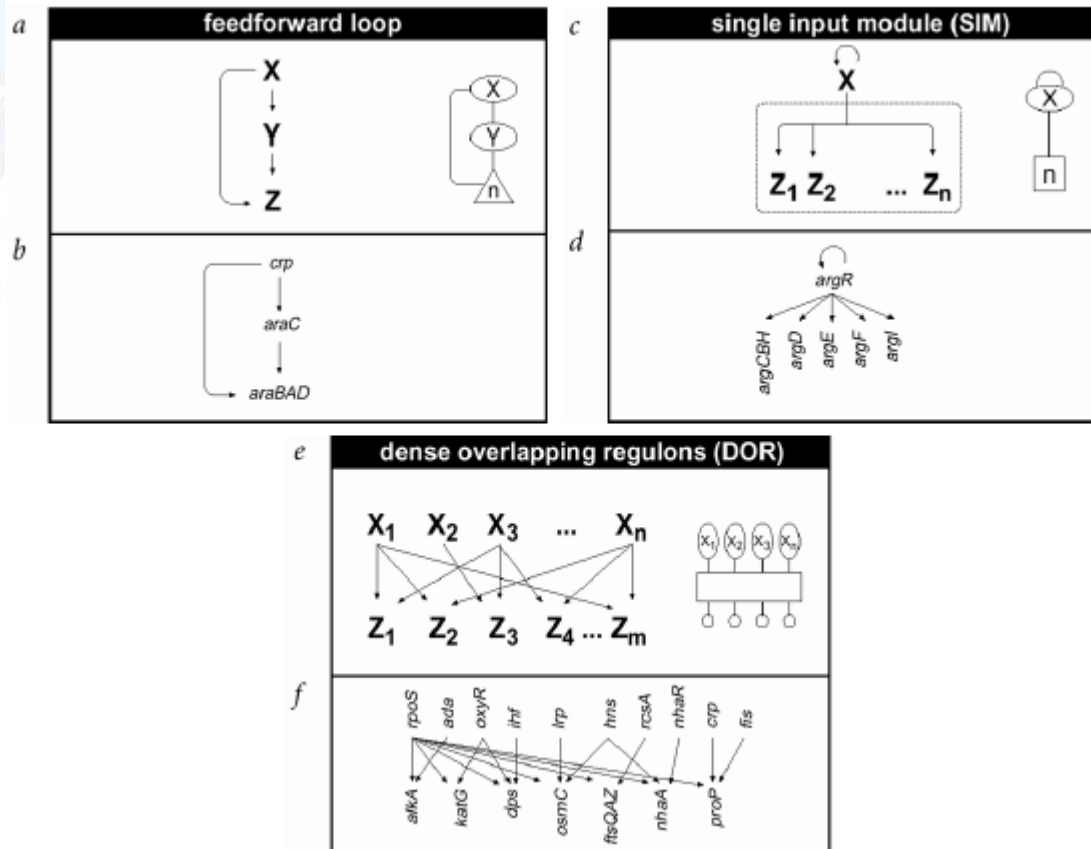 a
feedforward loop
X
Y
Z
X
Y
n
b
crp
araC
araBAD
c
single input module (SIM)
X
Z1 Z2 ... Zn
X
n
d
argR
argCBH argD argE argF argI
e
dense overlapping regulons (DOR)
X1 X2 X3 ... Xn
Z1 Z2 Z3 Z4 ... Zm
X1 X2 X3 Xn
f
rpoS ada oxyR ihf lrp hns rcsA nhaR crp fis
alkA katG dps osmC ftsQAZ nhaA proP